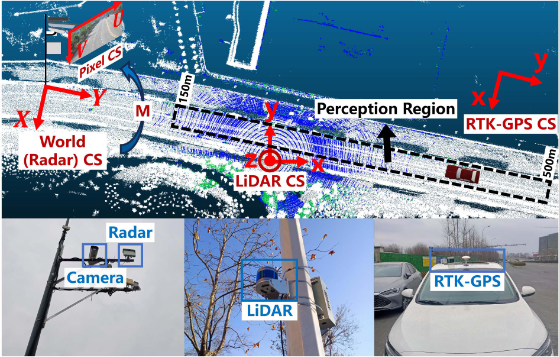 U
V
Pixel CS
Y
X
M
World
(Radar) CS
150m
y
z
x
LiDAR CS
Perception Region
y
x
RTK-GPS CS
500m
Radar
Camera
LiDAR
RTK-GPS